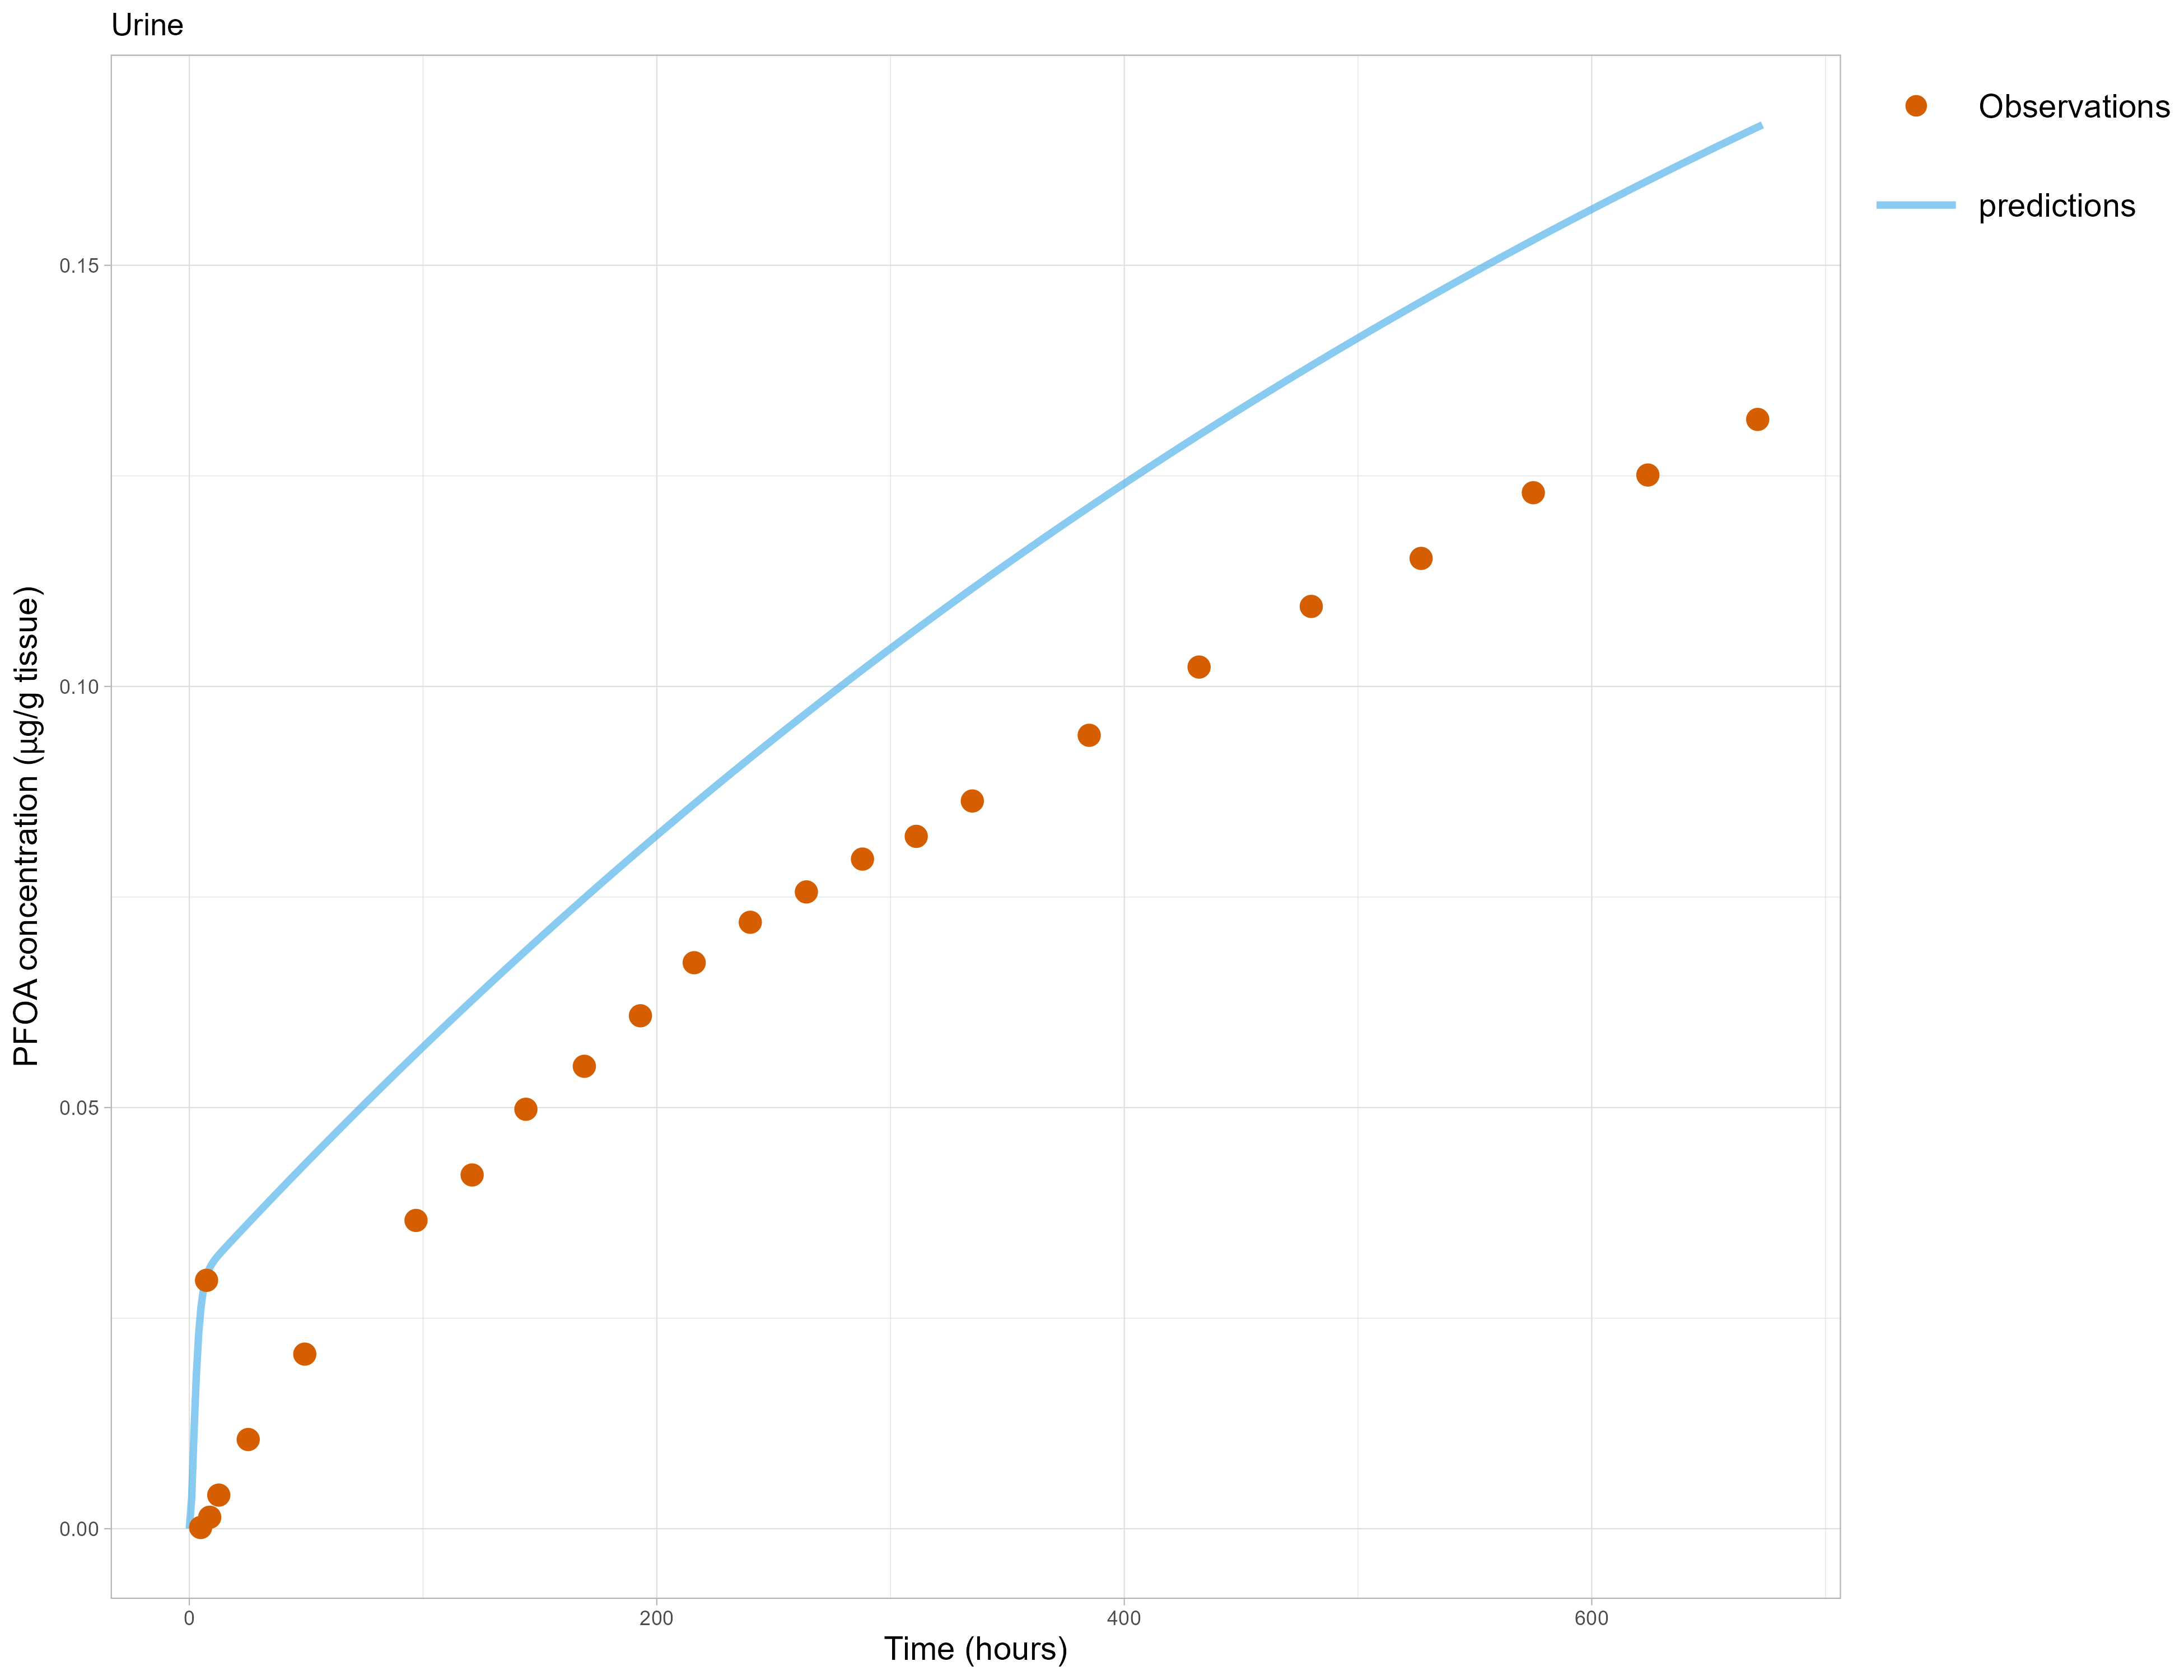 Urine
Observations
predictions
PFOA concentration (µg/g tissue)
0.15
0.10
0.05
0.00
0 200 400 600
Time (hours)